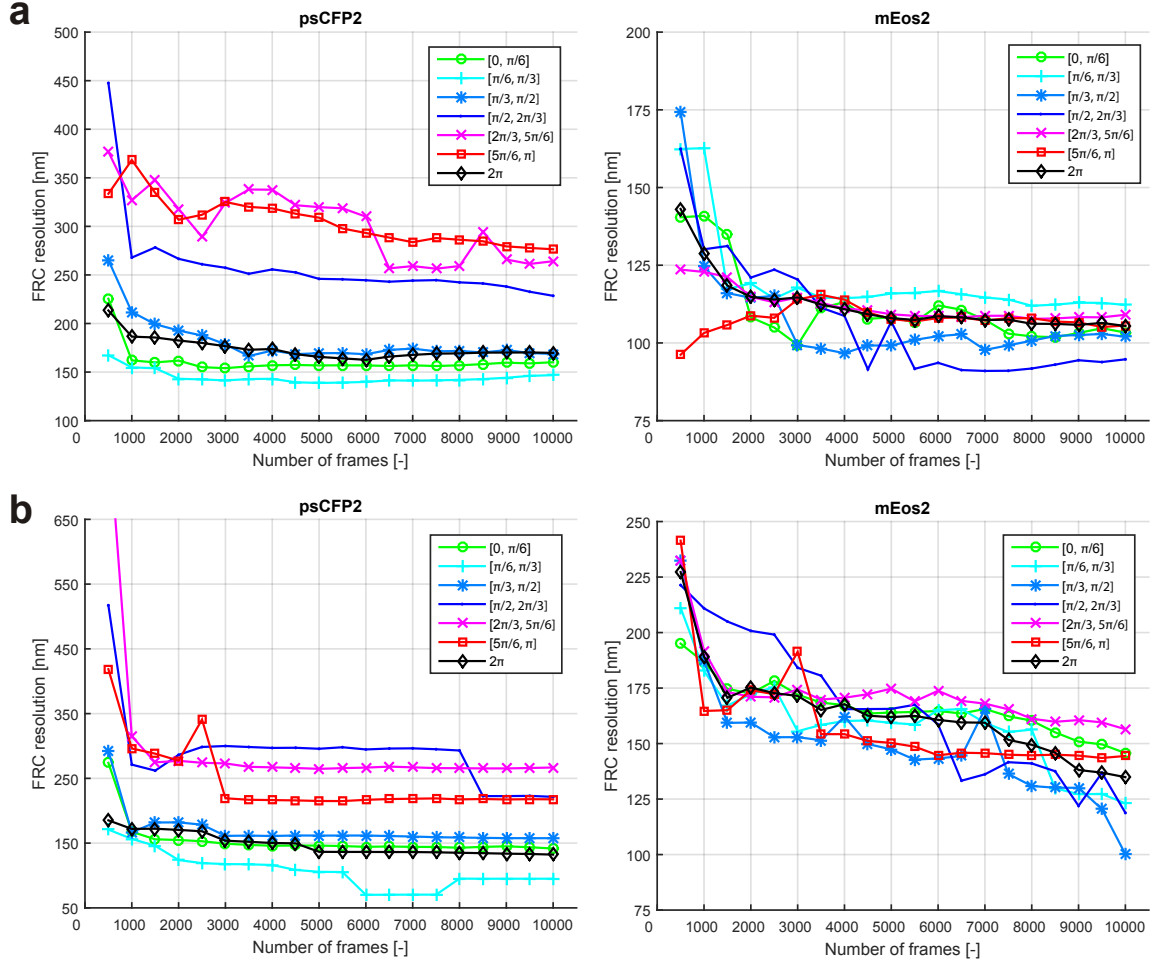 a
psCFP2
500
450
400
350
300
250
200
150
100
FRC resolution [nm]
0 1000 2000 3000 4000 5000 6000 7000 8000 9000 10000
Number of frames [-]
[0, π/6]
[π/6, π/3]
[π/3, π/2]
[π/2, 2π/3]
[2π/3, 5π/6]
[5π/6, π]
2π
mEos2
200
175
150
125
100
75
FRC resolution [nm]
0 1000 2000 3000 4000 5000 6000 7000 8000 9000 10000
Number of frames [-]
[0, π/6]
[π/6, π/3]
[π/3, π/2]
[π/2, 2π/3]
[2π/3, 5π/6]
[5π/6, π]
2π
b
psCFP2
650
550
450
350
250
150
50
FRC resolution [nm]
0 1000 2000 3000 4000 5000 6000 7000 8000 9000 10000
Number of frames [-]
[0, π/6]
[π/6, π/3]
[π/3, π/2]
[π/2, 2π/3]
[2π/3, 5π/6]
[5π/6, π]
2π
mEos2
250
225
200
175
150
125
100
75
FRC resolution [nm]
0 1000 2000 3000 4000 5000 6000 7000 8000 9000 10000
Number of frames [-]
[0, π/6]
[π/6, π/3]
[π/3, π/2]
[π/2, 2π/3]
[2π/3, 5π/6]
[5π/6, π]
2π